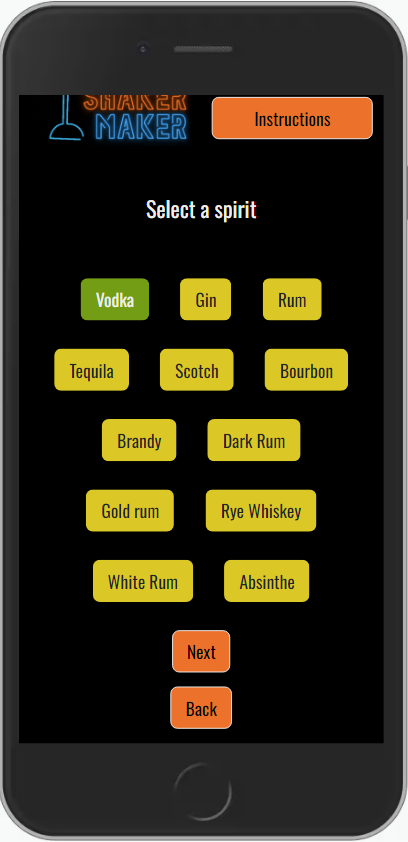 SHAKER
MAKER
Instructions
Select a spirit
Vodka Gin Rum
Tequila Scotch Bourbon
Brandy Dark Rum
Gold rum Rye Whiskey
White Rum Absinthe
Next
Back